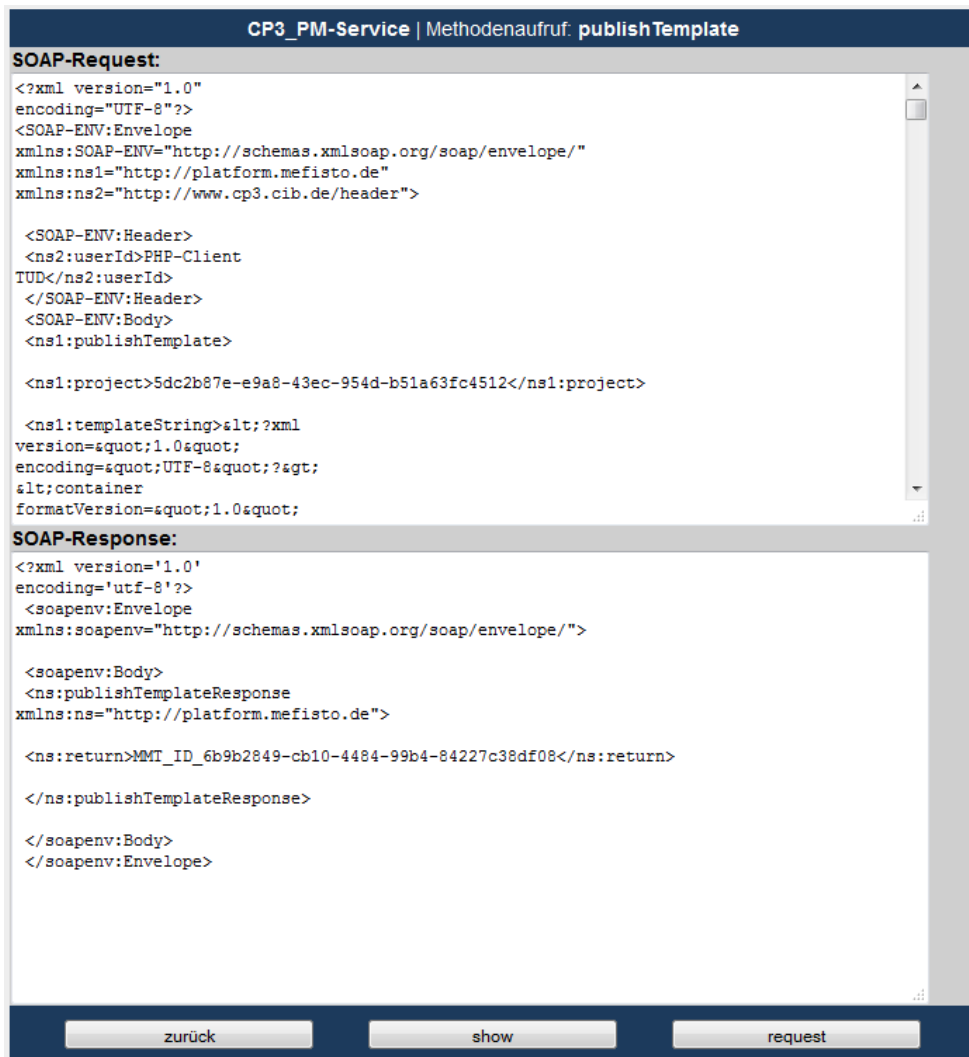 CP3_PM-Service | Methodenaufruf: publishTemplate
SOAP-Request:
<?xml version="1.0"
encoding="UTF-8"?>
<SOAP-ENV:Envelope
xmlns:SOAP-ENV="http://schemas.xmlsoap.org/soap/envelope/"
xmlns:ns1="http://platform.mefisto.de"
xmlns:ns2="http://www.cp3.cib.de/header">
<SOAP-ENV:Header>
<ns2:userId>PHP-Client
TUD</ns2:userId>
</SOAP-ENV:Header>
<SOAP-ENV:Body>
<ns1:publishTemplate>
<ns1:project>5dc2b87e-e9a8-43ec-954d-b51a63fc4512</ns1:project>
<ns1:templateString>&lt;?xml
version=&quot;1.0&quot;
encoding=&quot;UTF-8&quot;?&gt;
&lt;container
formatVersion=&quot;1.0&quot;
SOAP-Response:
<?xml version='1.0'
encoding='utf-8'?>
<soapenv:Envelope
xmlns:soapenv="http://schemas.xmlsoap.org/soap/envelope/">
<soapenv:Body>
<ns:publishTemplateResponse
xmlns:ns="http://platform.mefisto.de">
<ns:return>MMT_ID_6b9b2849-cb10-4484-99b4-84227c38df08</ns:return>
</ns:publishTemplateResponse>
</soapenv:Body>
</soapenv:Envelope>
zurück show request